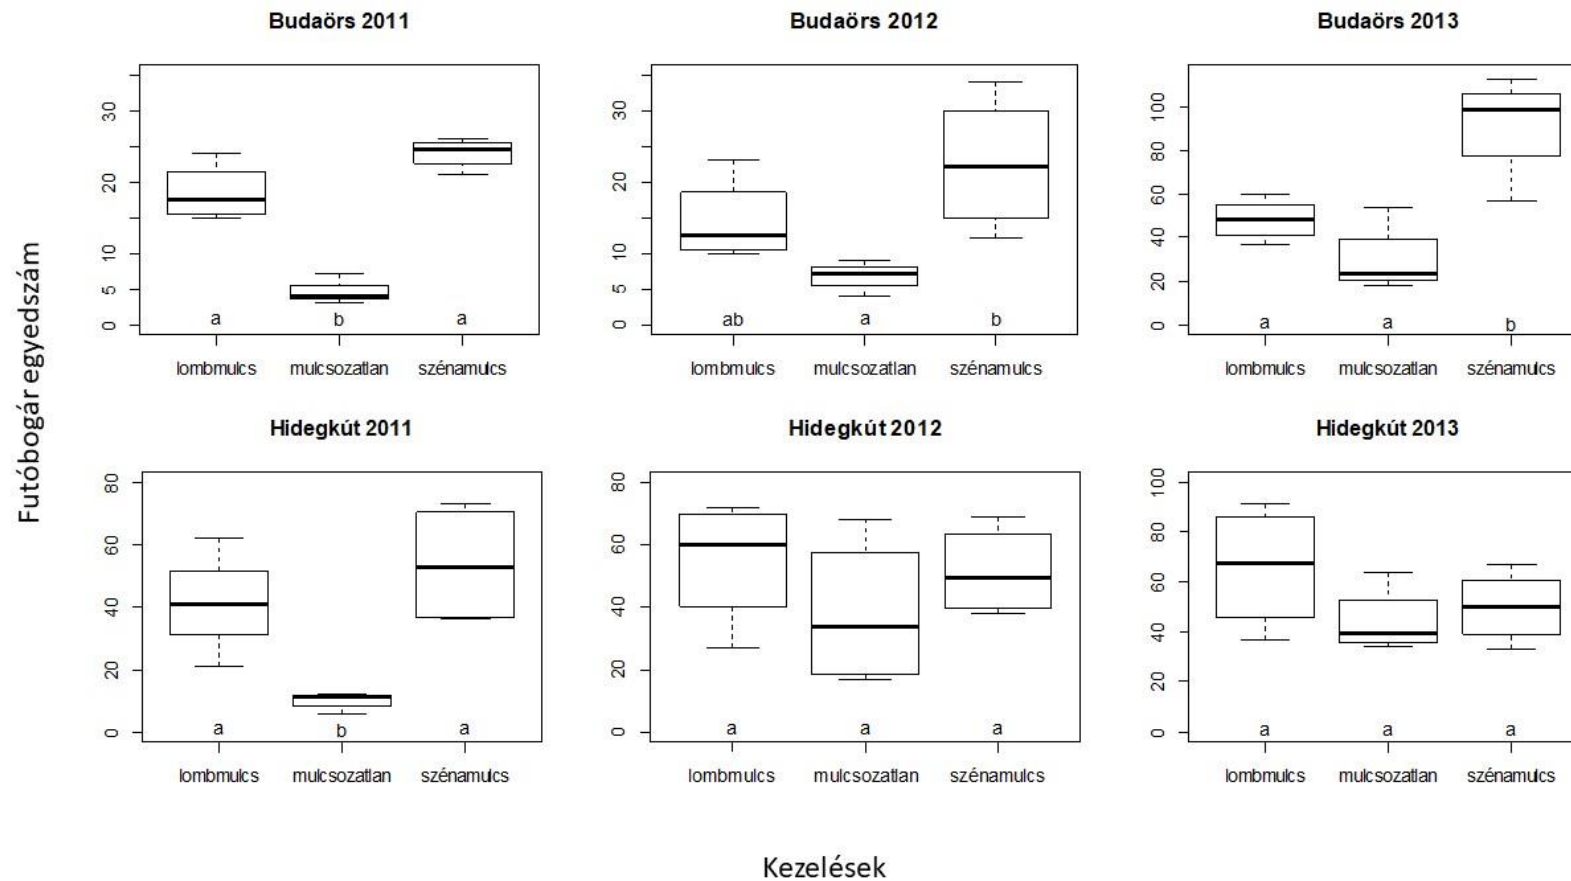 Budaörs 2011
Budaörs 2012
Budaörs 2013
30
20
10
5
0
a
b
a
lombmulcs
mulcsozatlan
szénamulcs
30
20
10
5
0
ab
a
b
lombmulcs
mulcsozatlan
szénamulcs
100
80
60
40
20
0
a
a
b
lombmulcs
mulcsozatlan
szénamulcs
Futóbogár egyedszám
Hidegkút 2011
Hidegkút 2012
Hidegkút 2013
80
60
40
20
0
a
b
a
lombmulcs
mulcsozatlan
szénamulcs
80
60
40
20
0
a
a
a
lombmulcs
mulcsozatlan
szénamulcs
100
80
60
40
20
0
a
a
a
lombmulcs
mulcsozatlan
szénamulcs
Kezelések